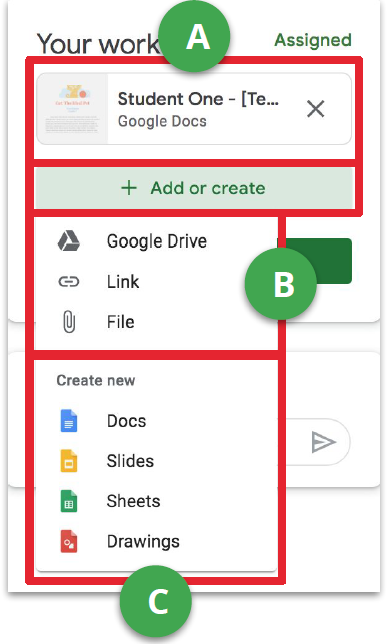 Your work
A
Assigned
Student One - [Te...
Google Docs
+ Add or create
Google Drive
Link
File
B
Create new
Docs
Slides
Sheets
Drawings
C